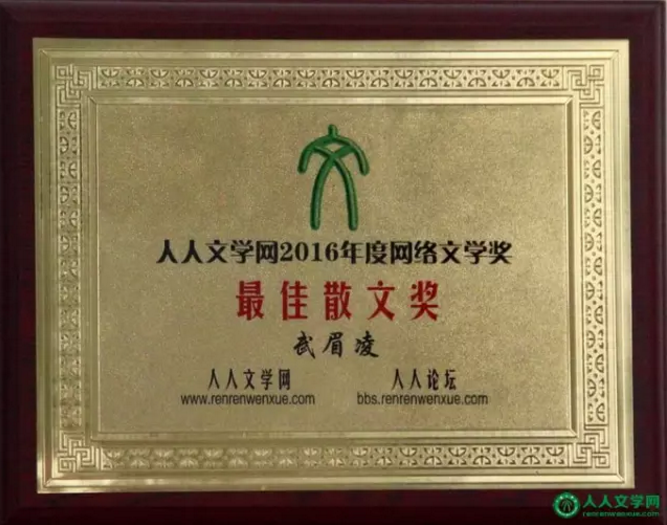 人人文学网2016年度网络文学奖
最佳散文奖
武眉凌
人人文学网 人人论坛
www.renrenwenxue.com bbs.renrenwenxue.com
人人文学网
renrenwenxue.com